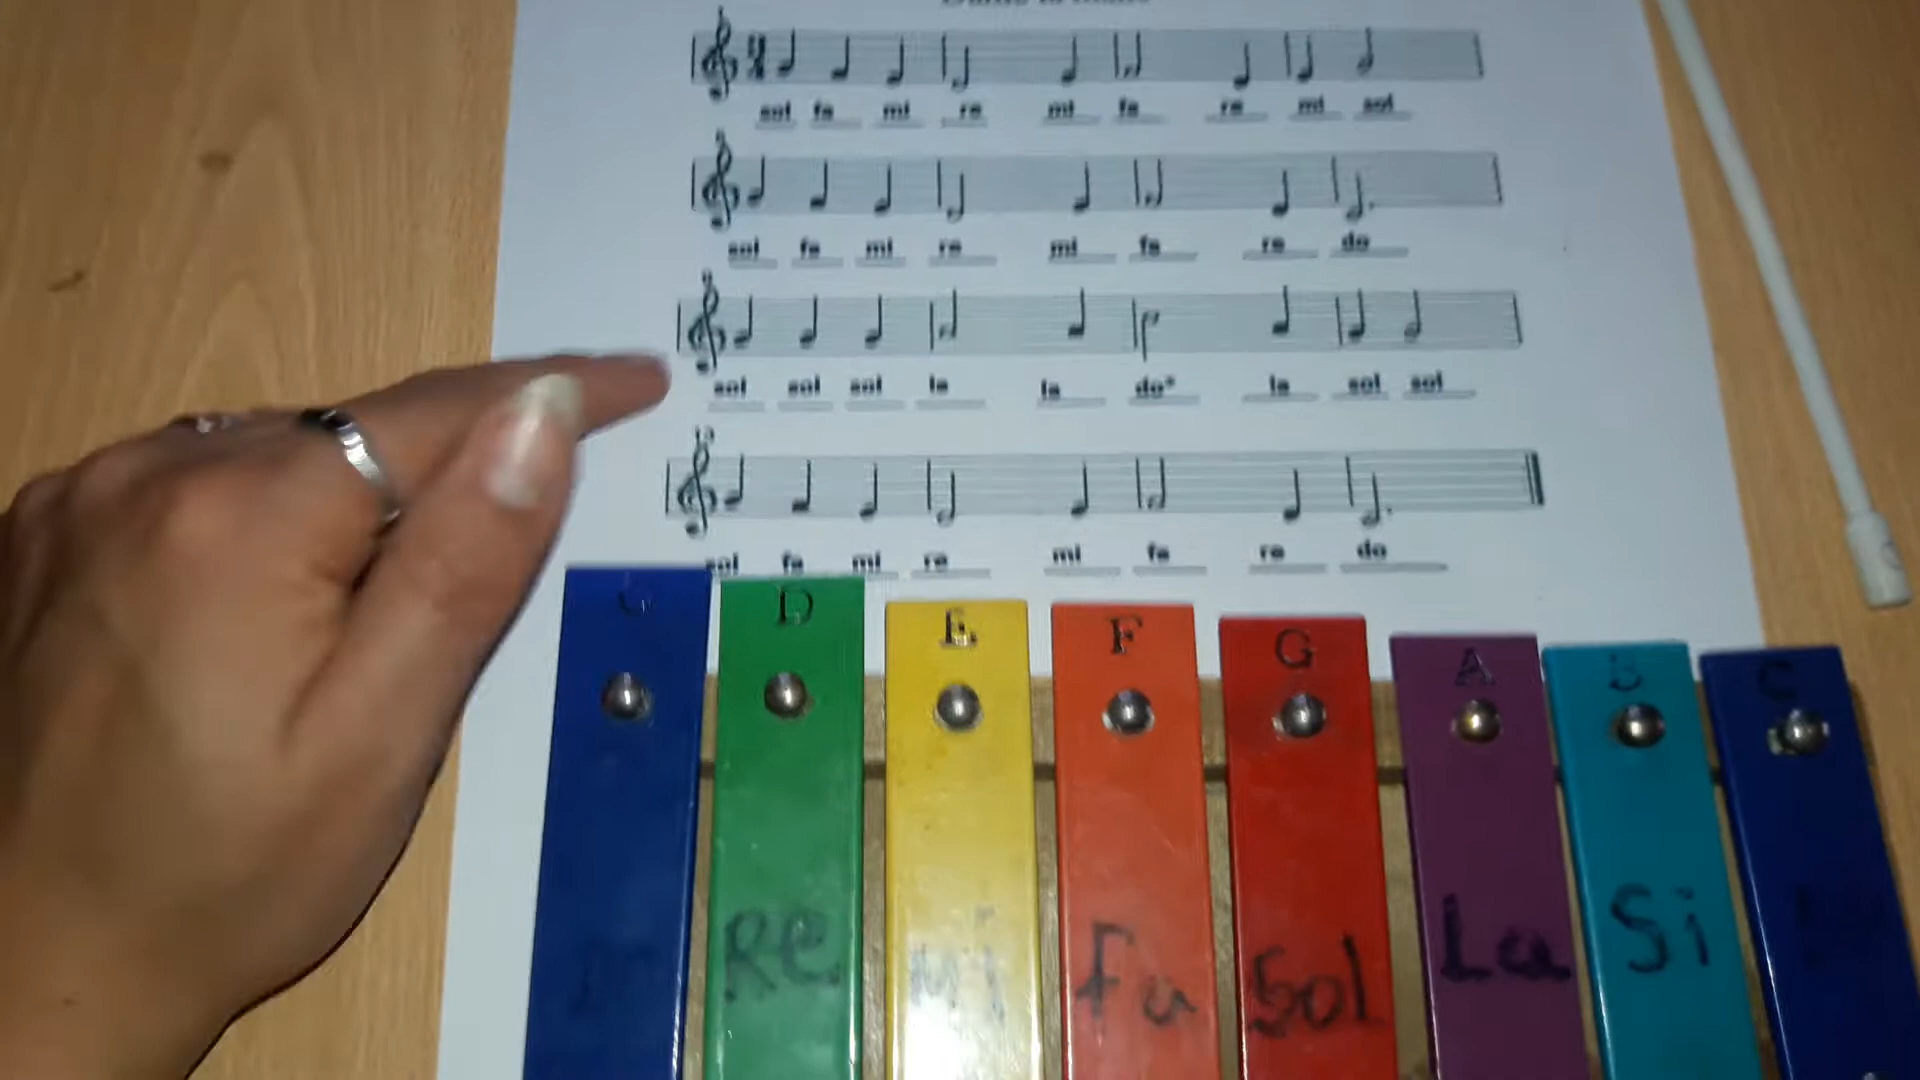 sol fa mi re mi fa re mi sol
sol fa mi re mi fa re do
sol sol sol la la do* la sol sol
sol fa mi re mi fa re do
C D E F G A B C
Re Mi Fa Sol La Si